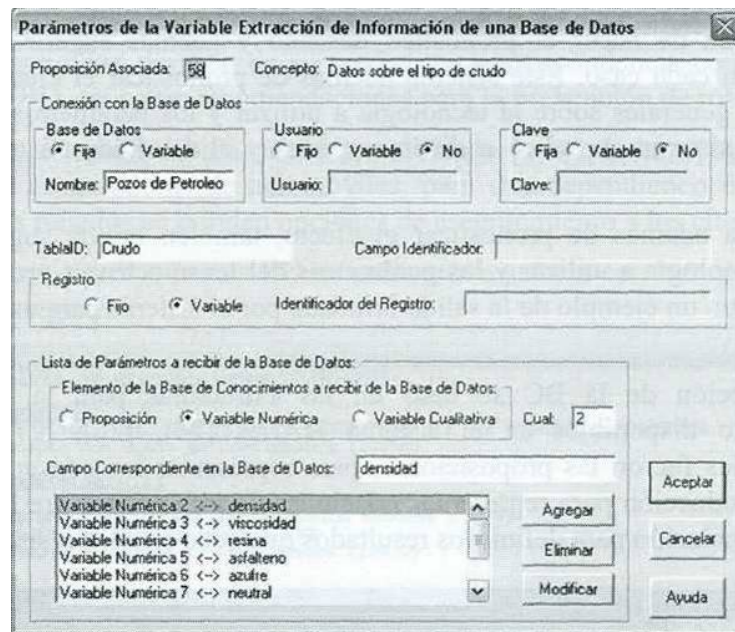 Parámetros de la Variable Extracción de Información de una Base de Datos
Proposición Asociada: 58 Concepto: Datos sobre el tipo de crudo
Conexión con la Base de Datos
Base de Datos Usuario Clave
Fija Variable Fijo Variable No Fija Variable No
Nombre: Pozos de Petroleo Usuario: Clave:
TablaID: Crudo Campo Identificador:
Registro
Fijo Variable Identificador del Registro:
Lista de Parámetros a recibir de la Base de Datos:
Elemento de la Base de Conocimientos a recibir de la Base de Datos:
Proposición Variable Numérica Variable Cualitativa Cual: 2
Campo Correspondiente en la Base de Datos: densidad
Variable Numérica 2 <--> densidad
Variable Numérica 3 <--> viscosidad
Variable Numérica 4 <--> resina
Variable Numérica 5 <--> asfalteno
Variable Numérica 6 <--> azufre
Variable Numérica 7 <--> neutral
Agregar
Eliminar
Modificar
Aceptar
Cancelar
Ayuda